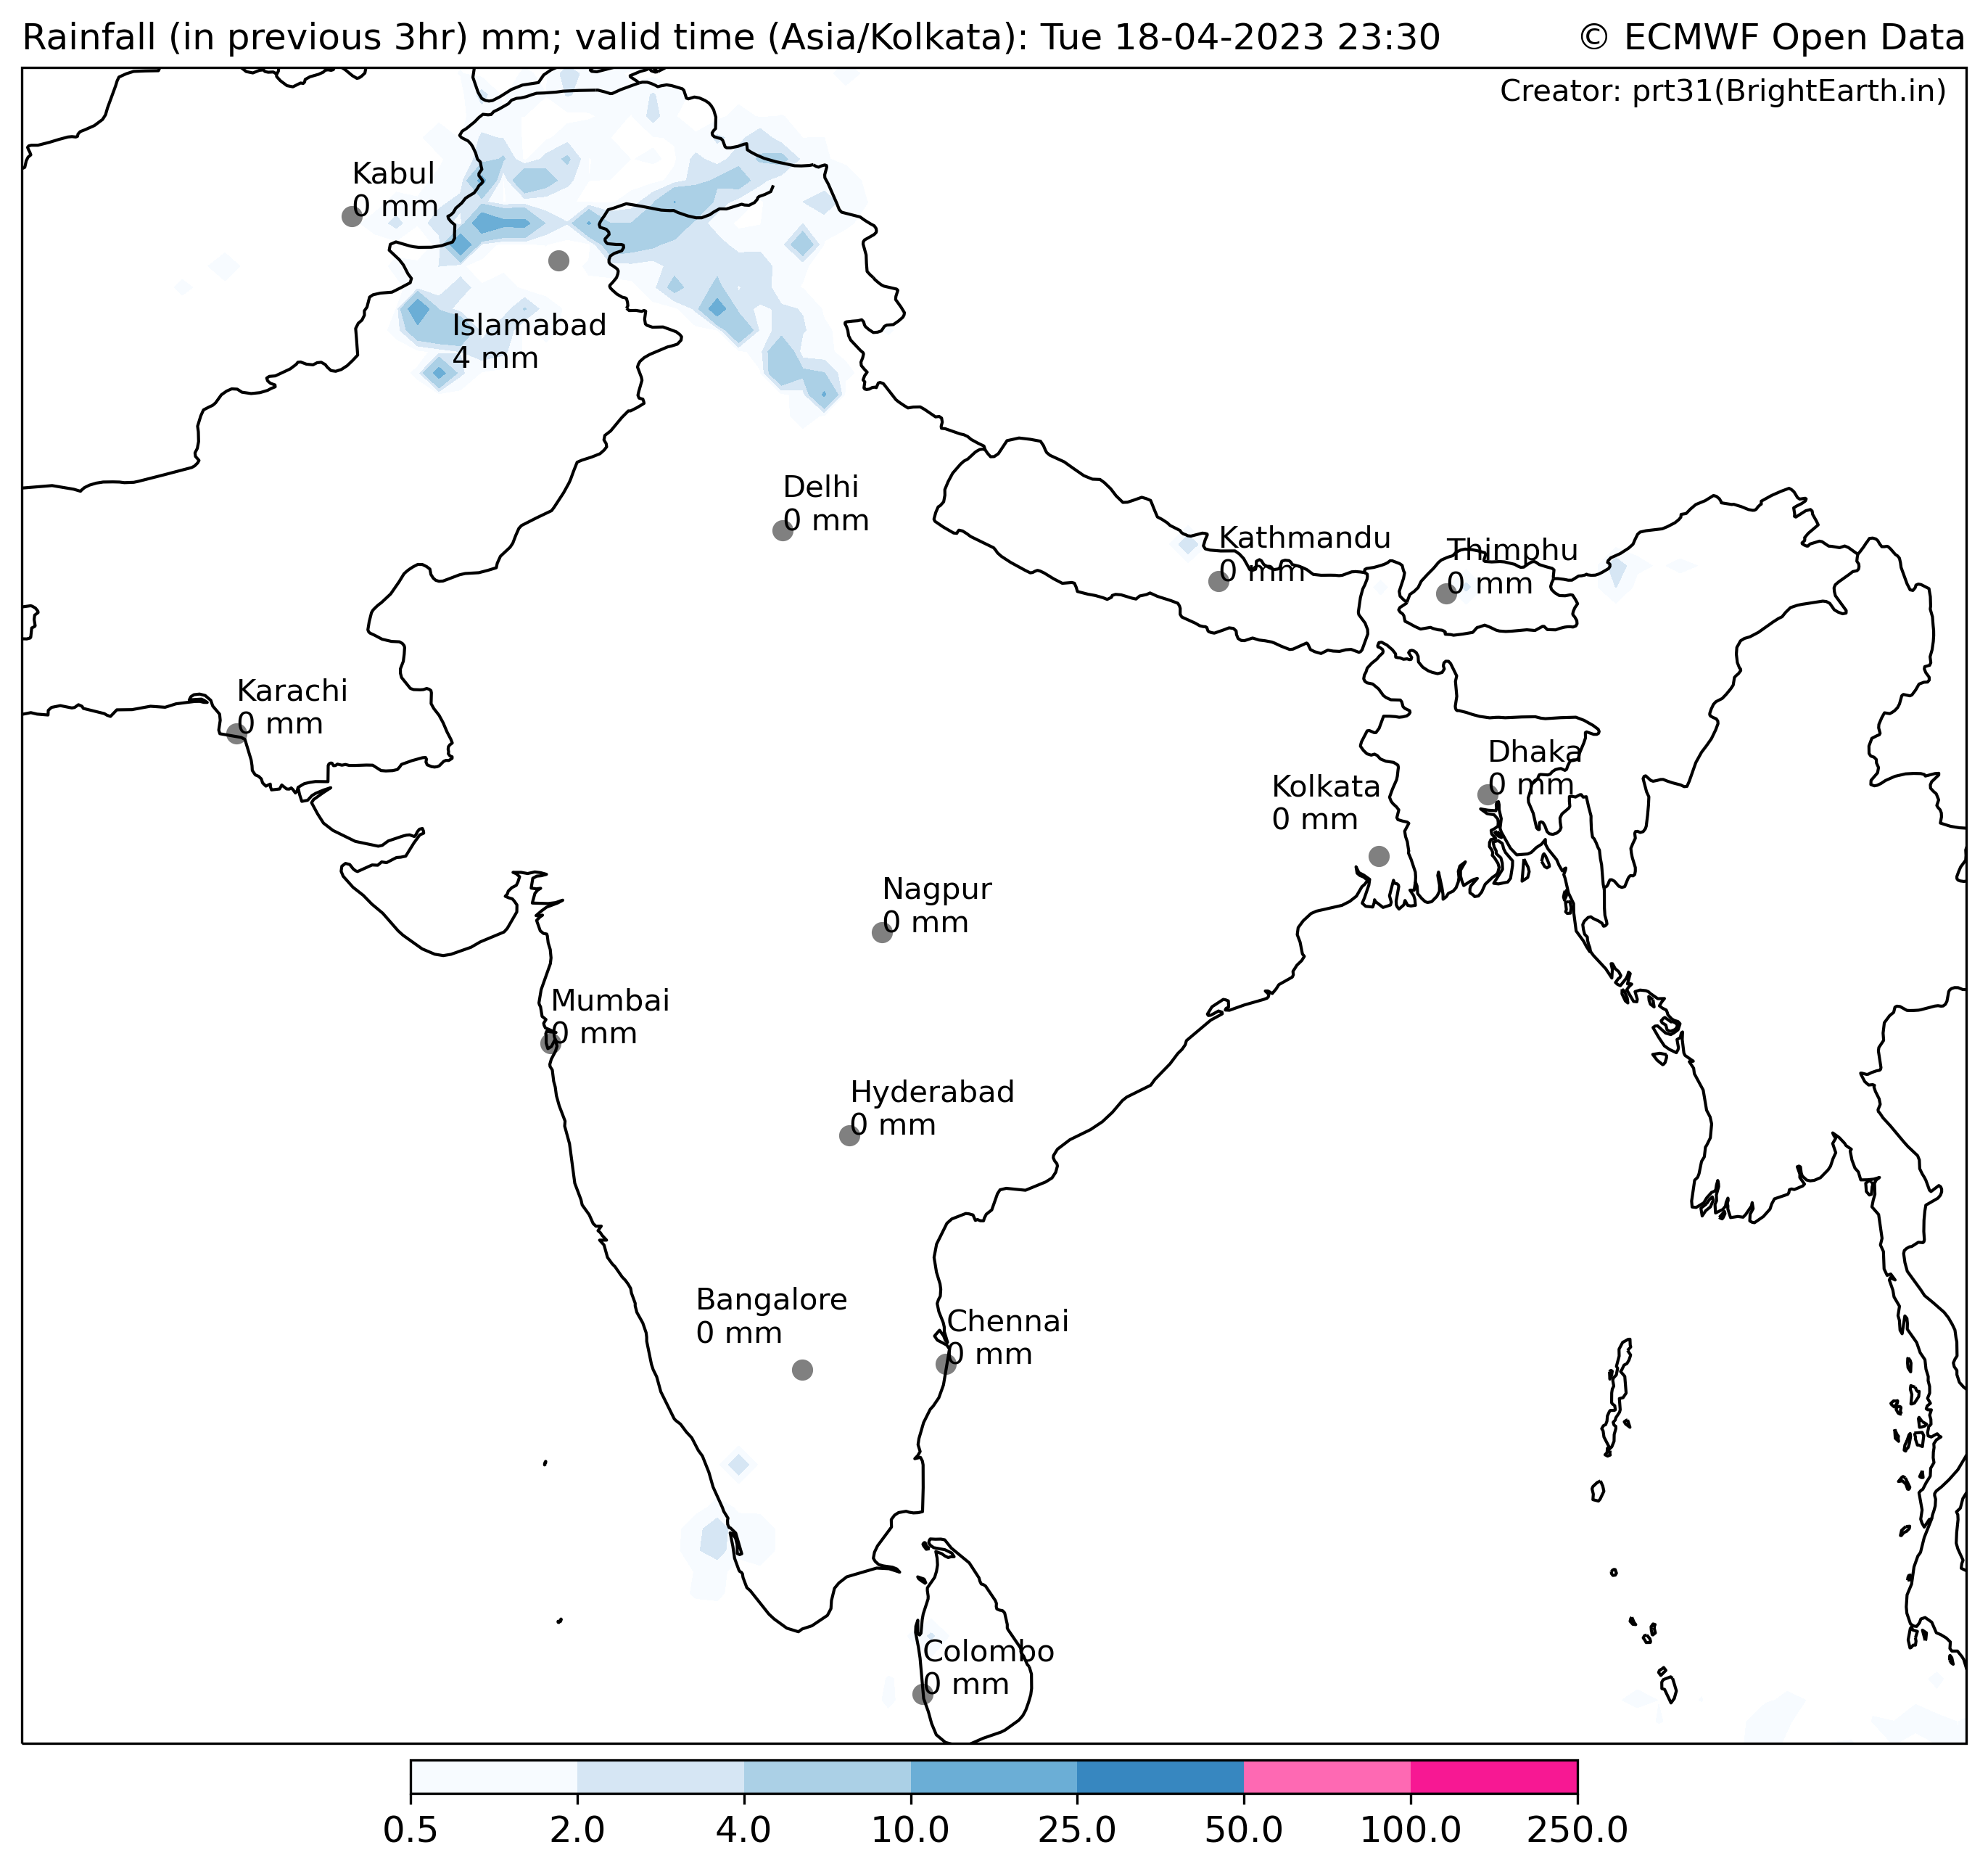 Rainfall (in previous 3hr) mm; valid time (Asia/Kolkata): Tue 18-04-2023 23:30
© ECMWF Open Data
Creator: prt31(BrightEarth.in)
Kabul
0 mm
Islamabad
4 mm
Delhi
0 mm
Kathmandu
0 mm
Thimphu
0 mm
Karachi
0 mm
Dhaka
0 mm
Kolkata
0 mm
Nagpur
0 mm
Mumbai
0 mm
Hyderabad
0 mm
Bangalore
0 mm
Chennai
0 mm
Colombo
0 mm
0.5 2.0 4.0 10.0 25.0 50.0 100.0 250.0